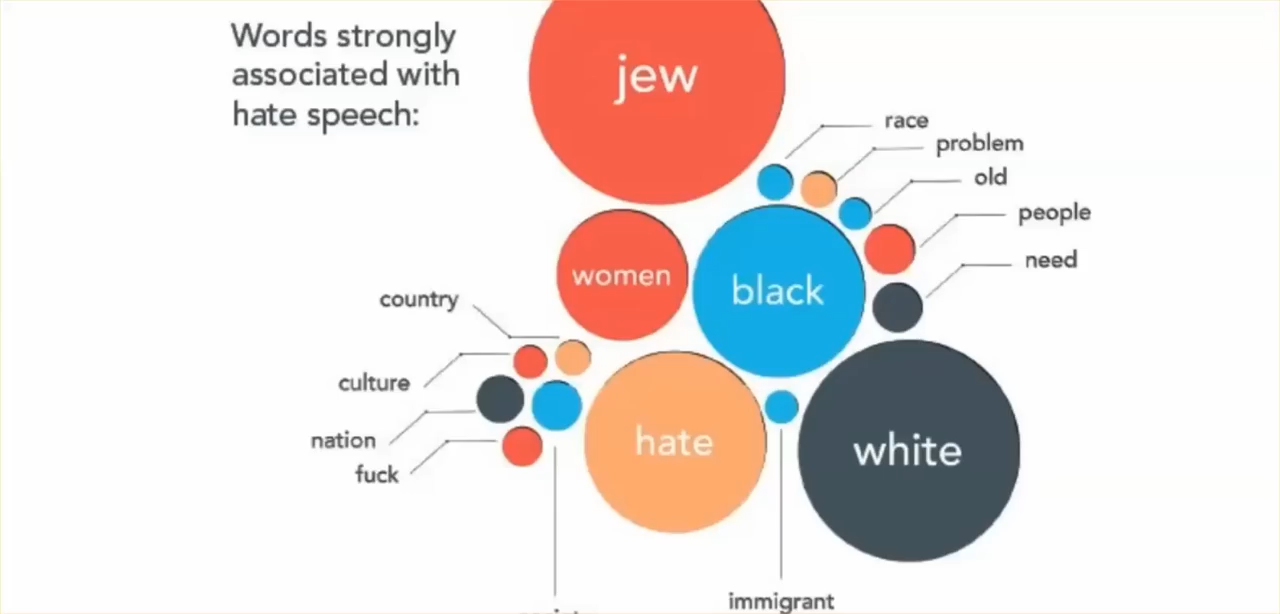 Words strongly
associated with
hate speech:
jew
race
problem
old
people
need
women
black
country
culture
nation
fuck
hate
white
immigrant